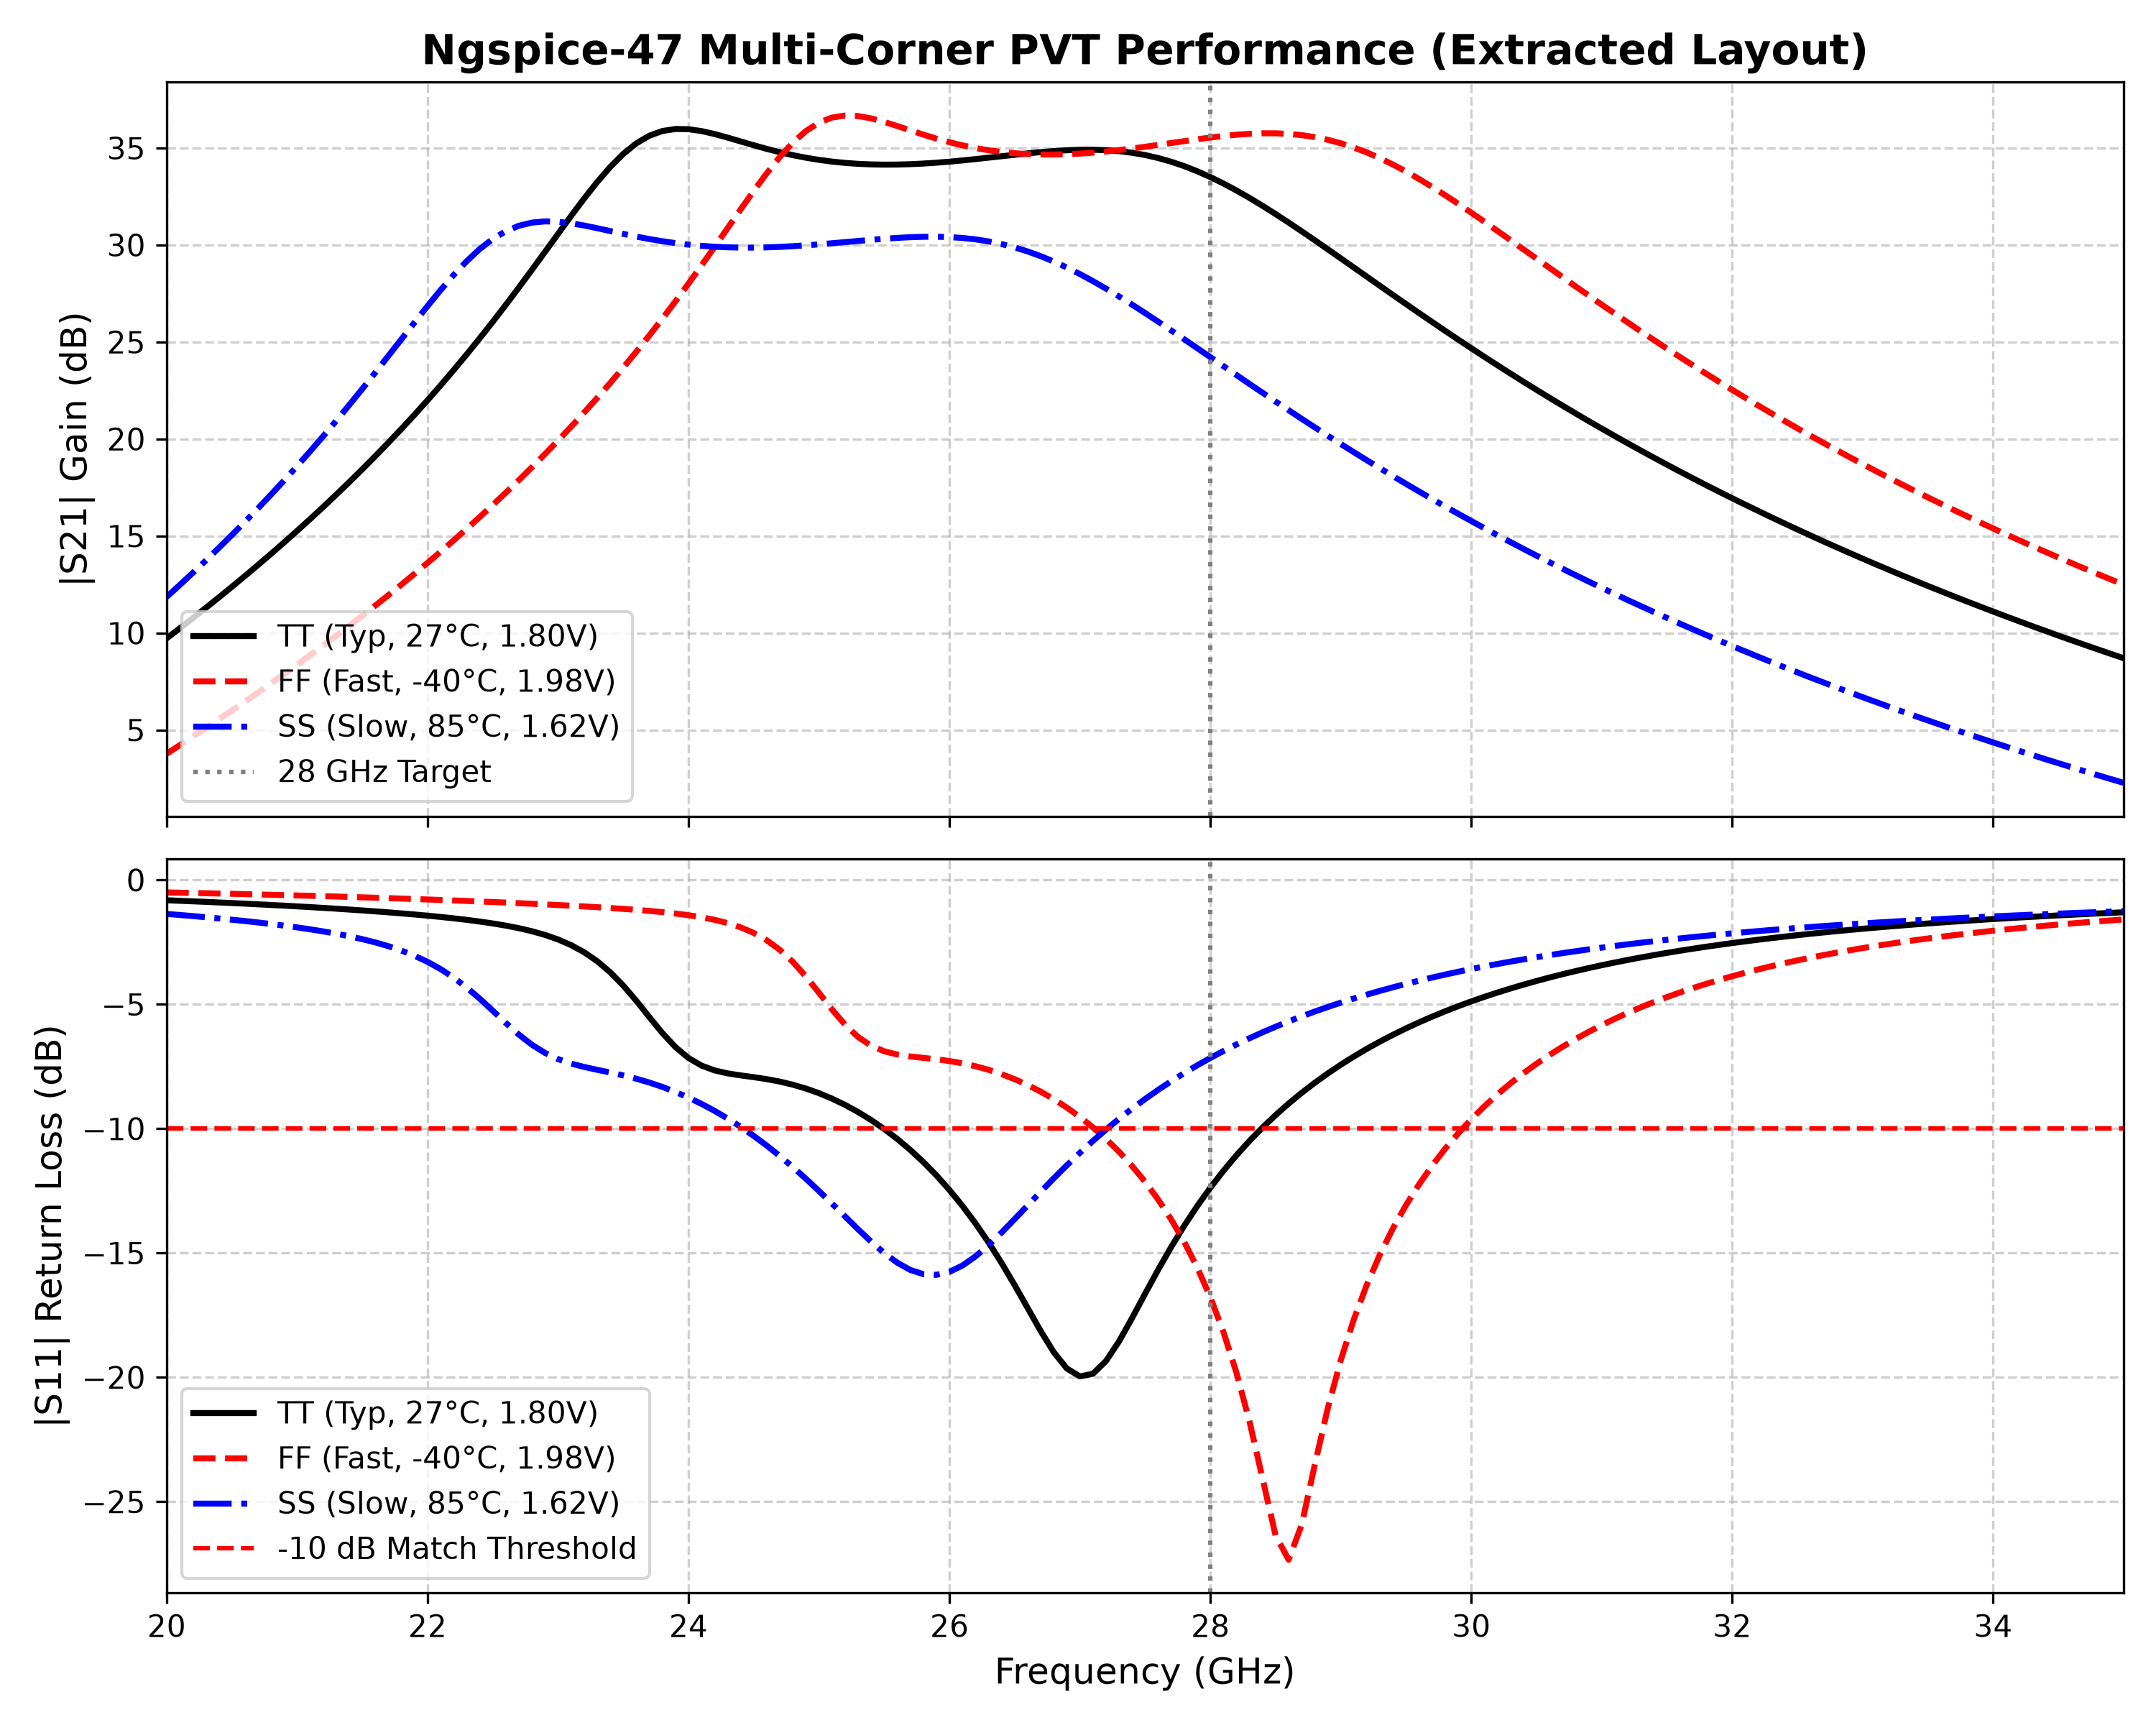 Ngspice-47 Multi-Corner PVT Performance (Extracted Layout)
|S21| Gain (dB)
35
30
25
20
15
10
5
TT (Typ, 27°C, 1.80V)
FF (Fast, -40°C, 1.98V)
SS (Slow, 85°C, 1.62V)
28 GHz Target
|S11| Return Loss (dB)
0
−5
−10
−15
−20
−25
TT (Typ, 27°C, 1.80V)
FF (Fast, -40°C, 1.98V)
SS (Slow, 85°C, 1.62V)
-10 dB Match Threshold
20 22 24 26 28 30 32 34
Frequency (GHz)